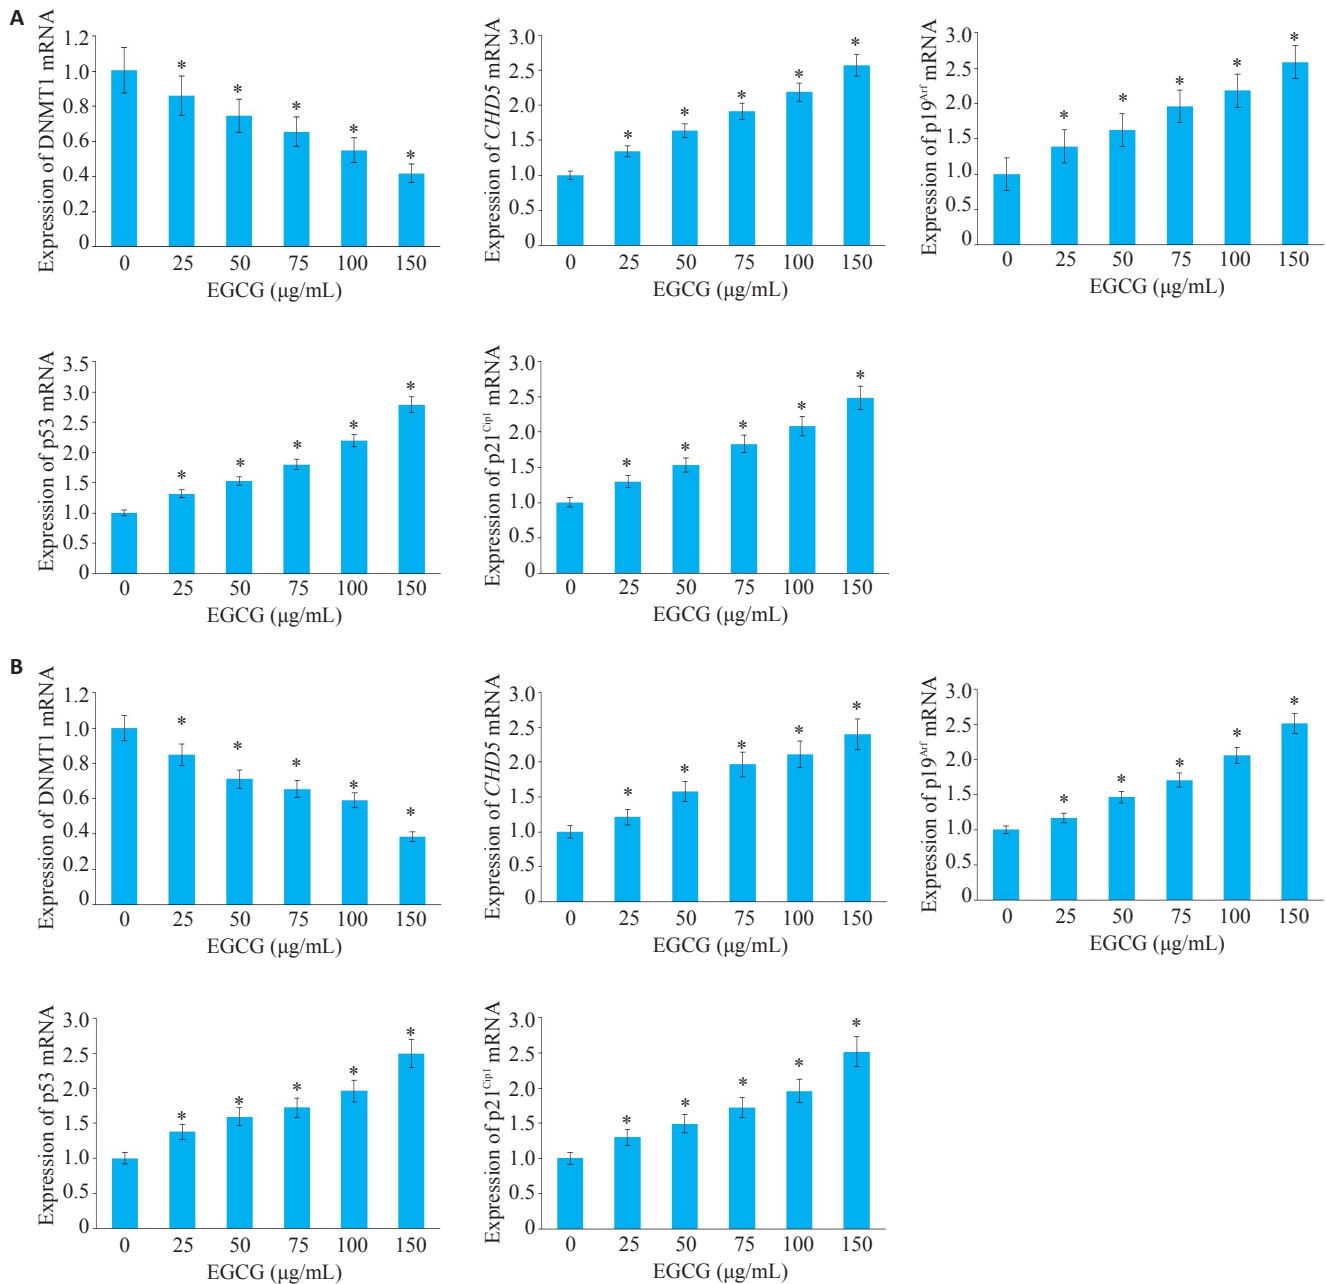 A
Expression of DNMT1 mRNA
1.2
1.0
0.8
0.6
0.4
0.2
0
* * * * *
0 25 50 75 100 150
EGCG (μg/mL)
Expression of CHD5 mRNA
3.0
2.5
2.0
1.5
1.0
0.5
0
* * * * *
0 25 50 75 100 150
EGCG (μg/mL)
Expression of p19^Arf mRNA
3.0
2.5
2.0
1.5
1.0
0.5
0
* * * * *
0 25 50 75 100 150
EGCG (μg/mL)
Expression of p53 mRNA
3.5
3.0
2.5
2.0
1.5
1.0
0.5
0
* * * * *
0 25 50 75 100 150
EGCG (μg/mL)
Expression of p21^Cip1 mRNA
3.0
2.5
2.0
1.5
1.0
0.5
0
* * * * *
0 25 50 75 100 150
EGCG (μg/mL)
B
Expression of DNMT1 mRNA
1.2
1.0
0.8
0.6
0.4
0.2
0
* * * * *
0 25 50 75 100 150
EGCG (μg/mL)
Expression of CHD5 mRNA
3.0
2.5
2.0
1.5
1.0
0.5
0
* * * * *
0 25 50 75 100 150
EGCG (μg/mL)
Expression of p19^Arf mRNA
3.0
2.5
2.0
1.5
1.0
0.5
0
* * * * *
0 25 50 75 100 150
EGCG (μg/mL)
Expression of p53 mRNA
3.0
2.5
2.0
1.5
1.0
0.5
0
* * * * *
0 25 50 75 100 150
EGCG (μg/mL)
Expression of p21^Cip1 mRNA
3.0
2.5
2.0
1.5
1.0
0.5
0
* * * * *
0 25 50 75 100 150
EGCG (μg/mL)